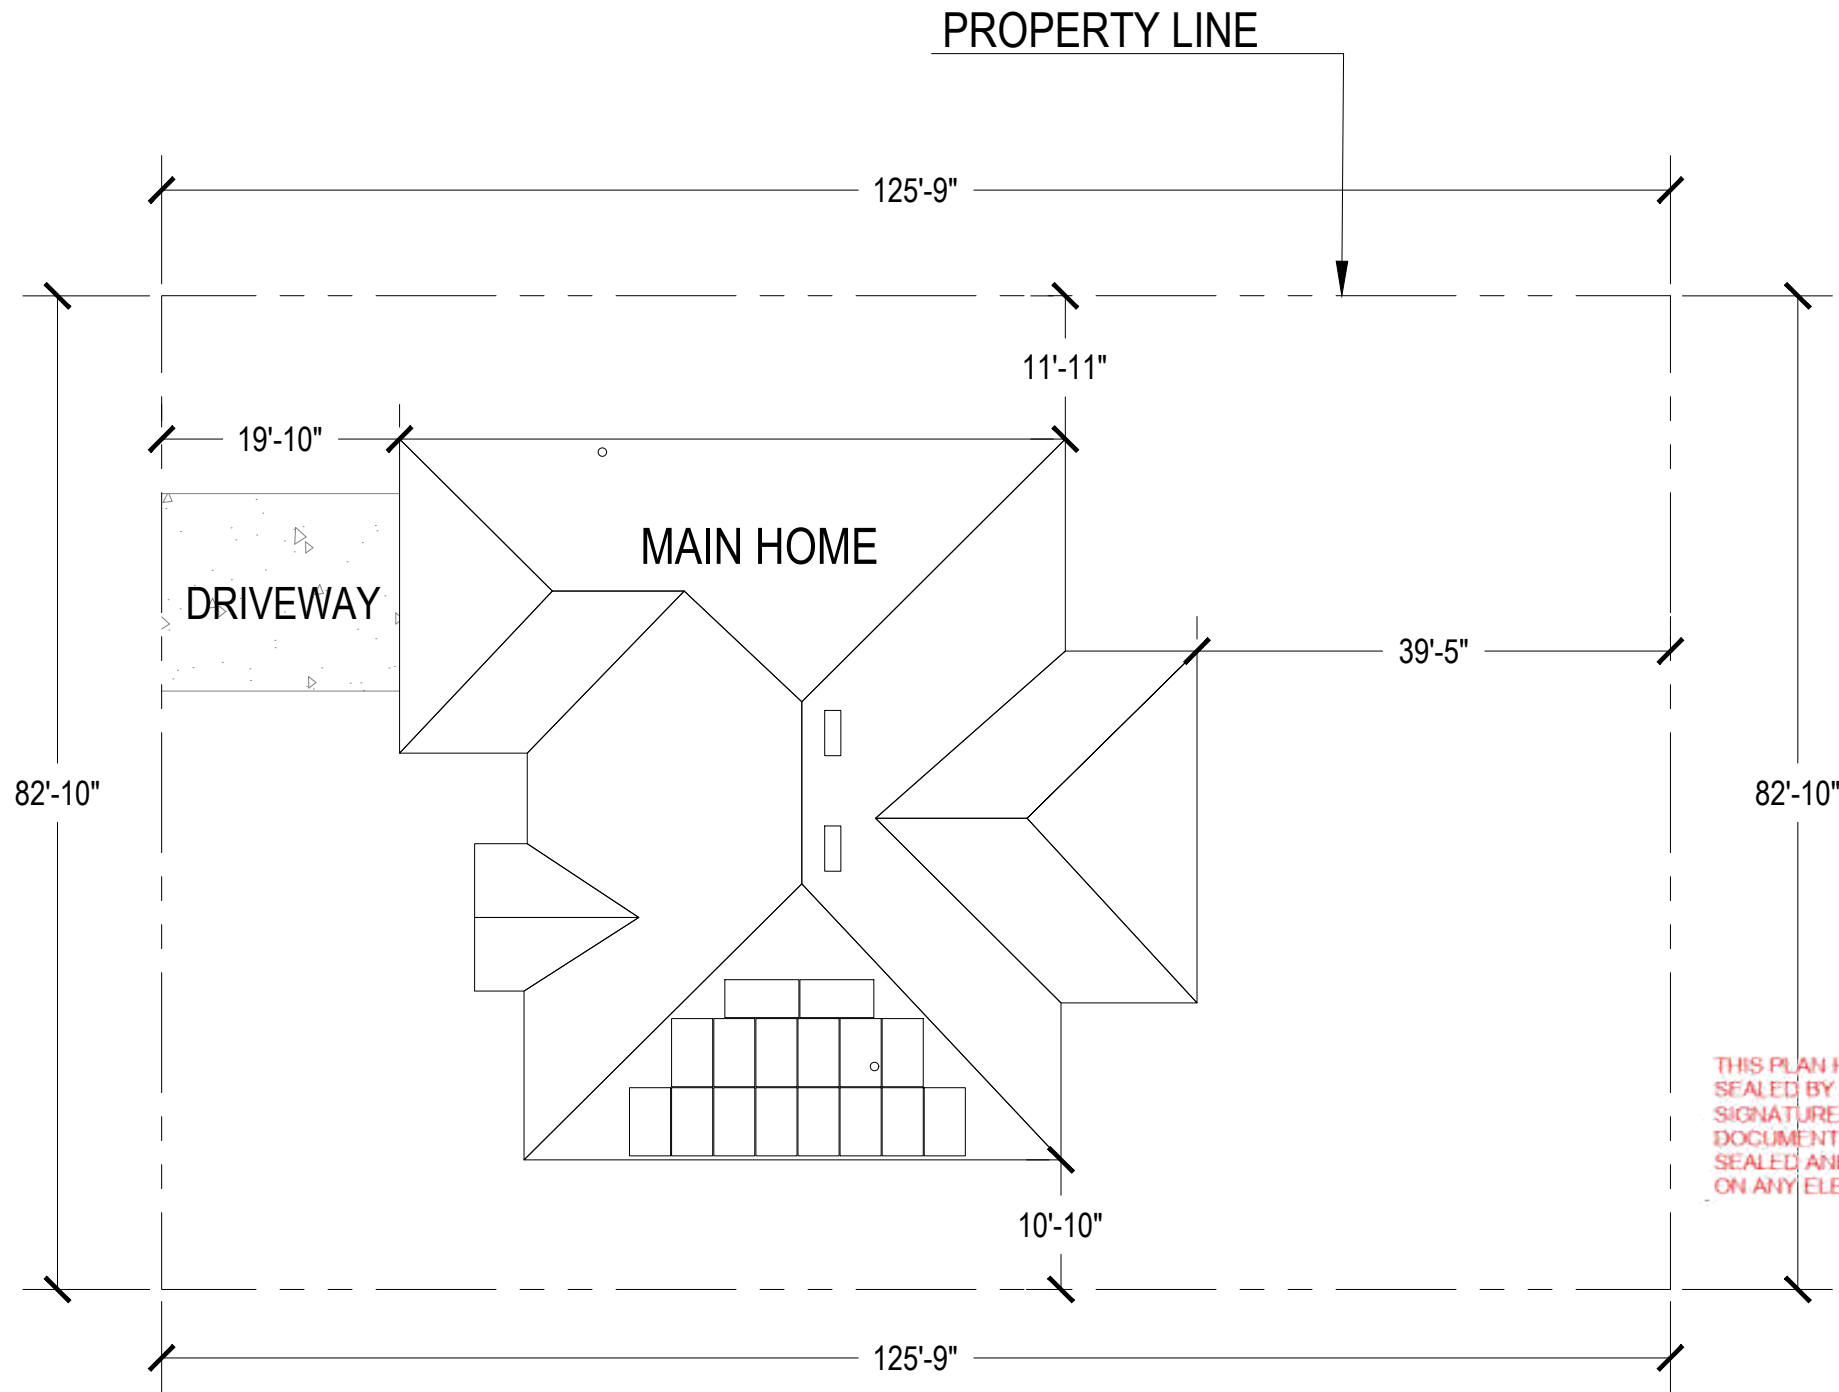 PROPERTY LINE
125'-9"
11'-11"
19'-10"
MAIN HOME
DRIVEWAY
39'-5"
82'-10"
82'-10"
THIS PLAN
SEALED BY
SIGNATURE
DOCUMENT
SEALED AN
ON ANY ELE
10'-10"
125'-9"